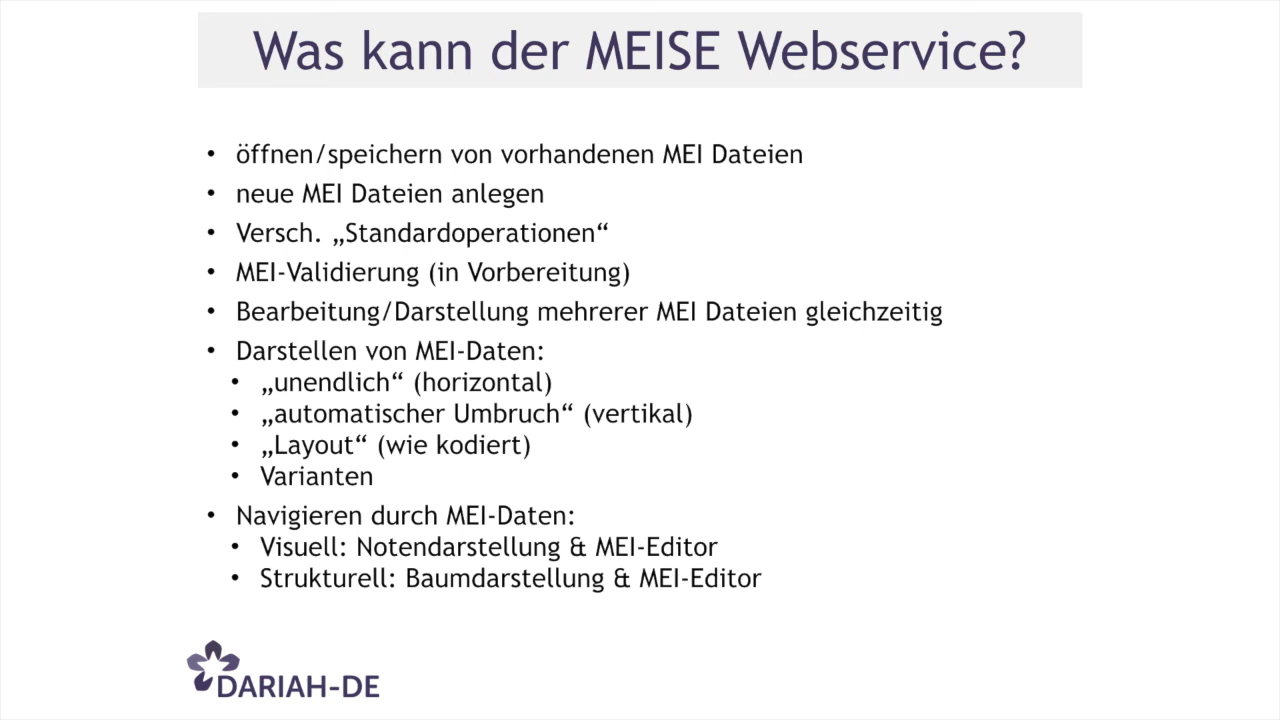 Was kann der MEISE Webservice?
• öffnen/speichern von vorhandenen MEI Dateien
• neue MEI Dateien anlegen
• Versch. „Standardoperationen“
• MEI-Validierung (in Vorbereitung)
• Bearbeitung/Darstellung mehrerer MEI Dateien gleichzeitig
• Darstellen von MEI-Daten:
• „unendlich“ (horizontal)
• „automatischer Umbruch“ (vertikal)
• „Layout“ (wie kodiert)
• Varianten
• Navigieren durch MEI-Daten:
• Visuell: Notendarstellung & MEI-Editor
• Strukturell: Baumdarstellung & MEI-Editor
DARIAH-DE